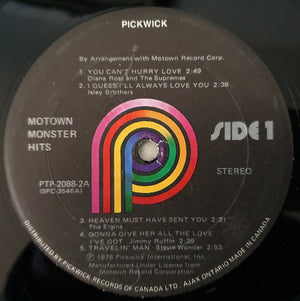 PICKWICK
By Arrangement with Motown Record Corp.
1. YOU CAN'T HURRY LOVE 2:49
Diana Ross and The Supremes
2. I GUESS I'LL ALWAYS LOVE YOU 2:38
Isley Brothers
MOTOWN
MONSTER
HITS
SIDE 1
STEREO
PTP-2088-2A
(SPC-3546A)
3. HEAVEN MUST HAVE SENT YOU 2:31
The Elgins
4. GONNA GIVE HER ALL THE LOVE
I'VE GOT - Jimmy Ruffin 2:38
5. TRAVELIN' MAN - Stevie Wonder 2:53
℗ 1975 Pickwick International, Inc.
Manufactured Under License from
Motown Record Corporation
DISTRIBUTED BY PICKWICK RECORDS OF CANADA LTD. AJAX ONTARIO MADE IN CANADA